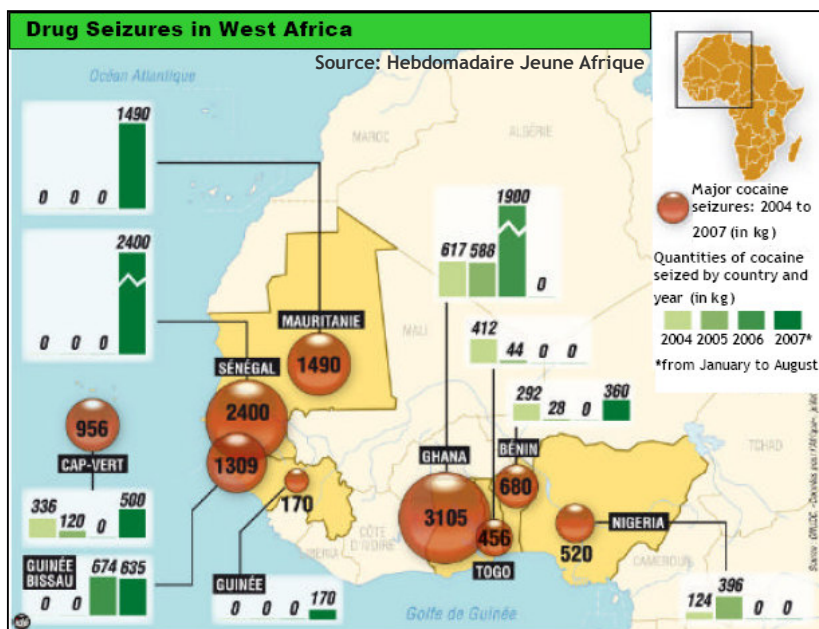 Drug Seizures in West Africa
Source: Hebdomadaire Jeune Afrique
Océan Atlantique
1490
0 0 0
2400
0 0 0
MAROC
ALGÉRIE
MALI
1900
617 588
0
412
44 0 0
292 28 0 360
MAURITANIE
1490
SÉNÉGAL
2400
956
CAP-VERT
1309
336 120 0 500
170
GHANA
3105
BÉNIN
680
456
TOGO
NIGERIA
520
TCHAD
CÔTE
D'IVOIRE
CAMEROUN
GUINÉE
BISSAU
0 0 674 635
GUINÉE
0 0 0 170
Golfe de Guinée
124 396 0 0
Major cocaine
seizures: 2004 to
2007 (in kg)
Quantities of cocaine
seized by country and
year (in kg)
2004 2005 2006 2007*
*from January to August